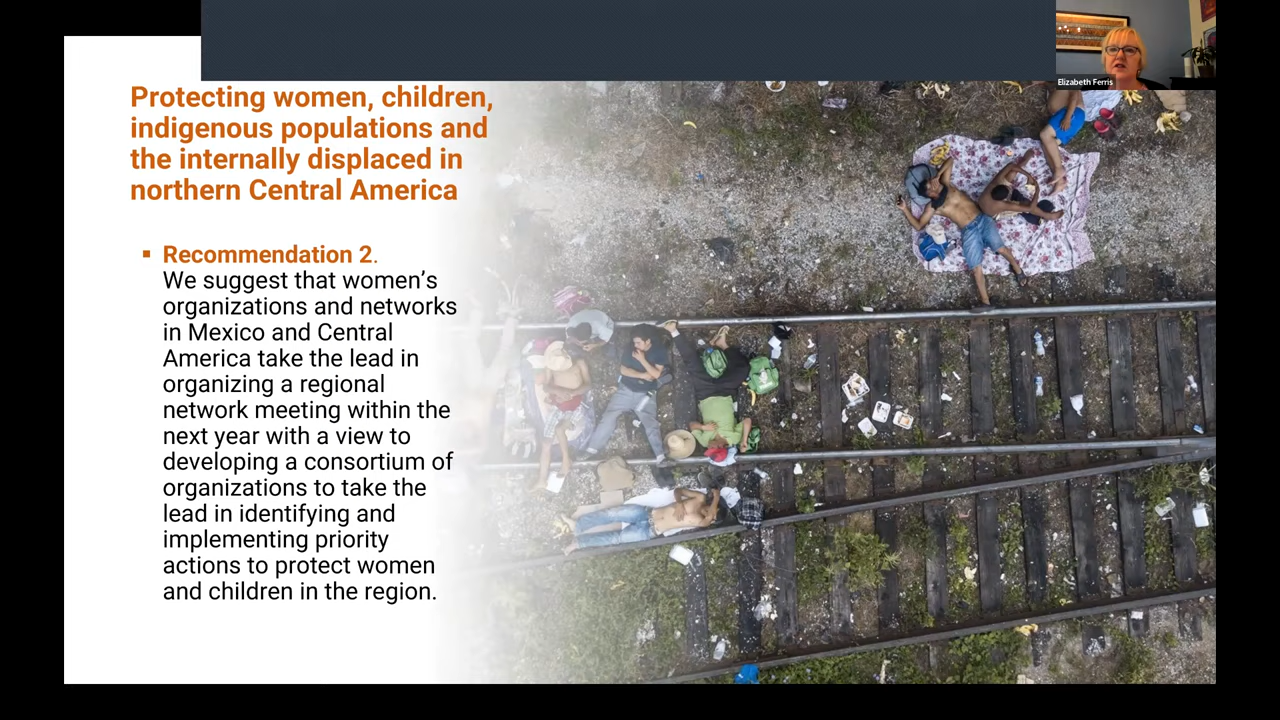 Elizabeth Ferris
Protecting women, children,
indigenous populations and
the internally displaced in
northern Central America
▪ Recommendation 2.
We suggest that women’s
organizations and networks
in Mexico and Central
America take the lead in
organizing a regional
network meeting within the
next year with a view to
developing a consortium of
organizations to take the
lead in identifying and
implementing priority
actions to protect women
and children in the region.